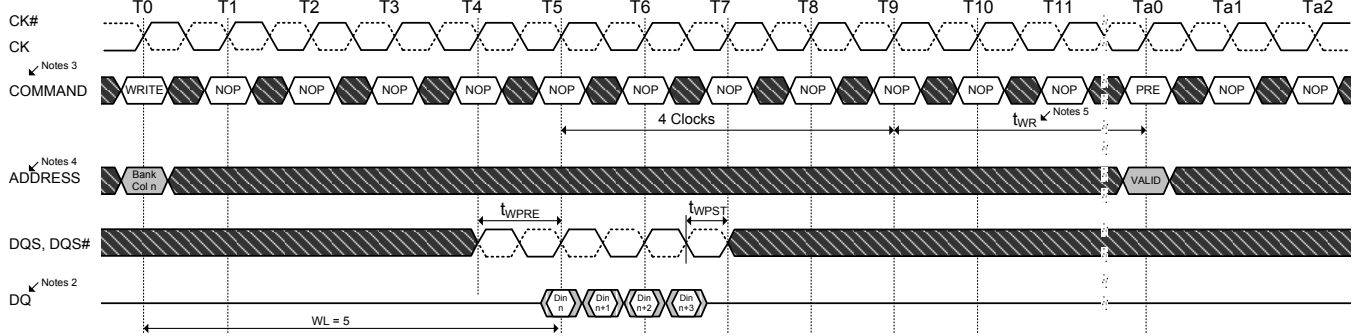 T0 T1 T2 T3 T4 T5 T6 T7 T8 T9 T10 T11 Ta0 Ta1 Ta2
CK#
CK
Notes 3
COMMAND WRITE NOP NOP NOP NOP NOP NOP NOP NOP NOP NOP NOP PRE NOP NOP
4 Clocks tWR Notes 5
Notes 4
ADDRESS Bank Col n VALID
tWPRE tWPST
DQS, DQS#
Notes 2
DQ Din n Din n+1 Din n+2 Din n+3
WL = 5